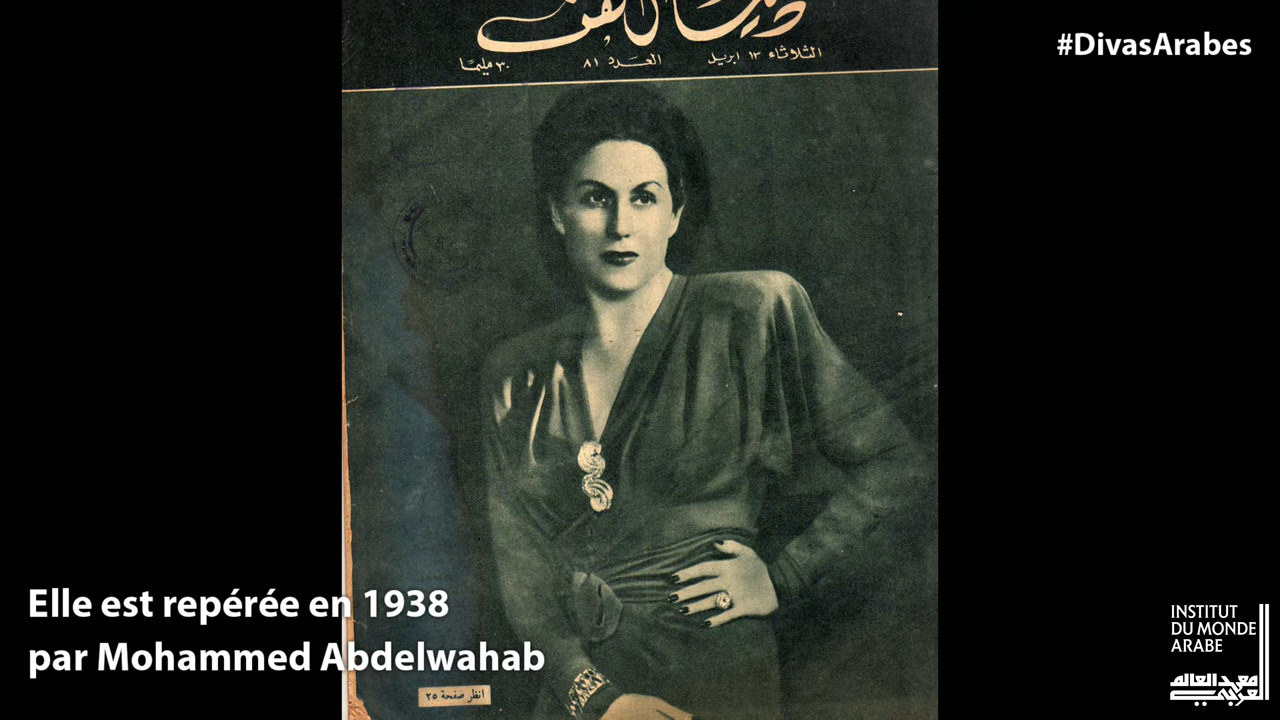 #DivasArabes
الثلاثاء ١٣ ابريل
العدد ٨١
٣٠ مليما
Elle est repérée en 1938
par Mohammed Abdelwahab
انظر صفحة ٢٥
INSTITUT
DU MONDE
ARABE
معهد العالم
العربي